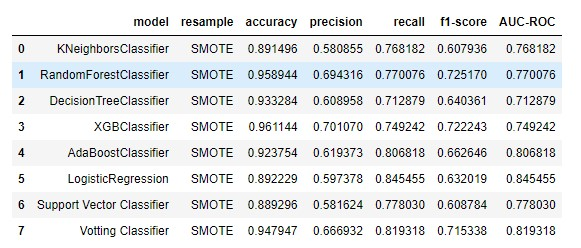 model resample accuracy precision recall f1-score AUC-ROC
0 KNeighborsClassifier SMOTE 0.891496 0.580855 0.768182 0.607936 0.768182
1 RandomForestClassifier SMOTE 0.958944 0.694316 0.770076 0.725170 0.770076
2 DecisionTreeClassifier SMOTE 0.933284 0.608958 0.712879 0.640361 0.712879
3 XGBClassifier SMOTE 0.961144 0.701070 0.749242 0.722243 0.749242
4 AdaBoostClassifier SMOTE 0.923754 0.619373 0.806818 0.662646 0.806818
5 LogisticRegression SMOTE 0.892229 0.597378 0.845455 0.632019 0.845455
6 Support Vector Classifier SMOTE 0.889296 0.581624 0.778030 0.608784 0.778030
7 Votting Classifier SMOTE 0.947947 0.666932 0.819318 0.715338 0.819318